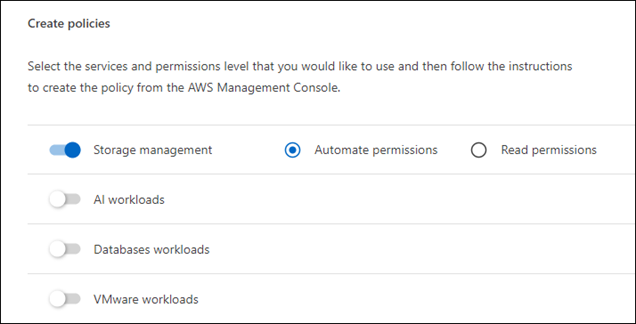 Create policies
Select the services and permissions level that you would like to use and then follow the instructions
to create the policy from the AWS Management Console.
Storage management Automate permissions Read permissions
AI workloads
Databases workloads
VMware workloads